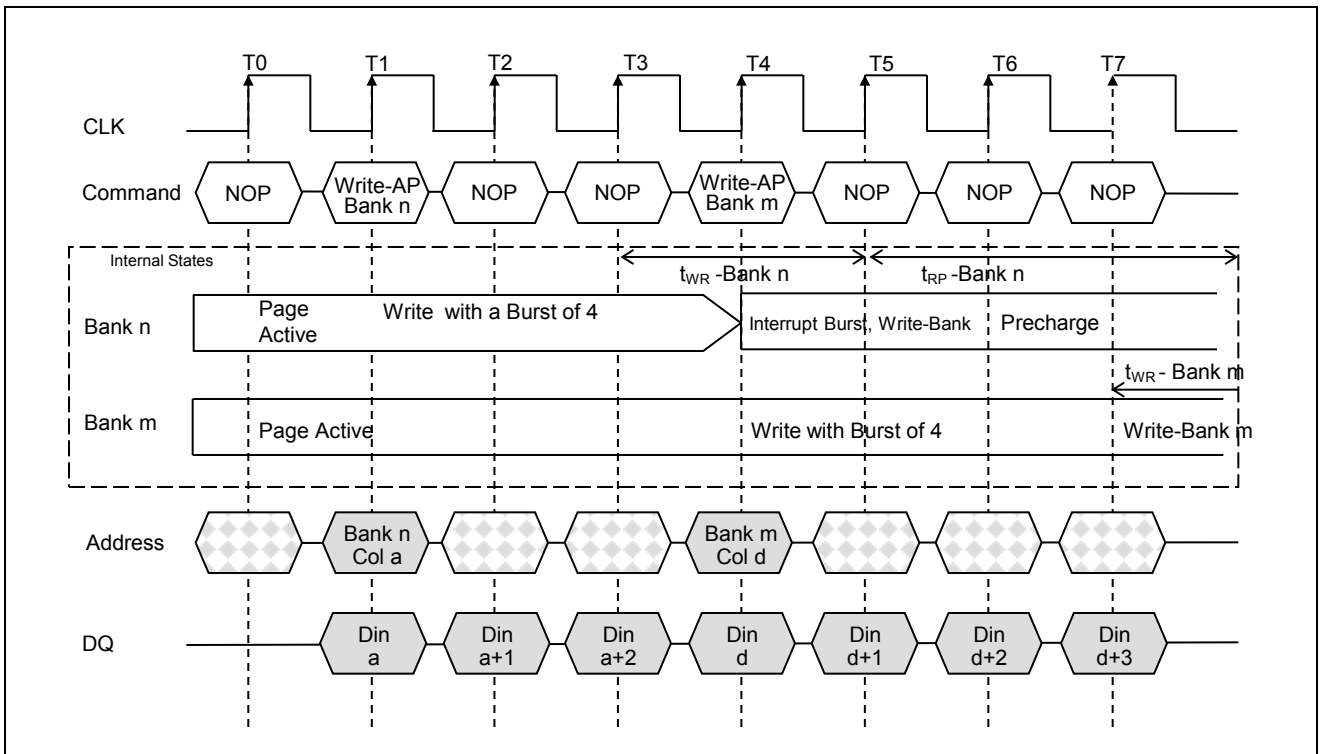 T0 T1 T2 T3 T4 T5 T6 T7
CLK
Command NOP Write-AP Bank n NOP NOP Write-AP Bank m NOP NOP NOP
Internal States
tWR -Bank n tRP -Bank n
Bank n
Page Active
Write with a Burst of 4
Interrupt Burst, Write-Bank
Precharge
tWR - Bank m
Bank m
Page Active
Write with Burst of 4
Write-Bank m
Address Bank n Col a Bank m Col d
DQ Din a Din a+1 Din a+2 Din d Din d+1 Din d+2 Din d+3